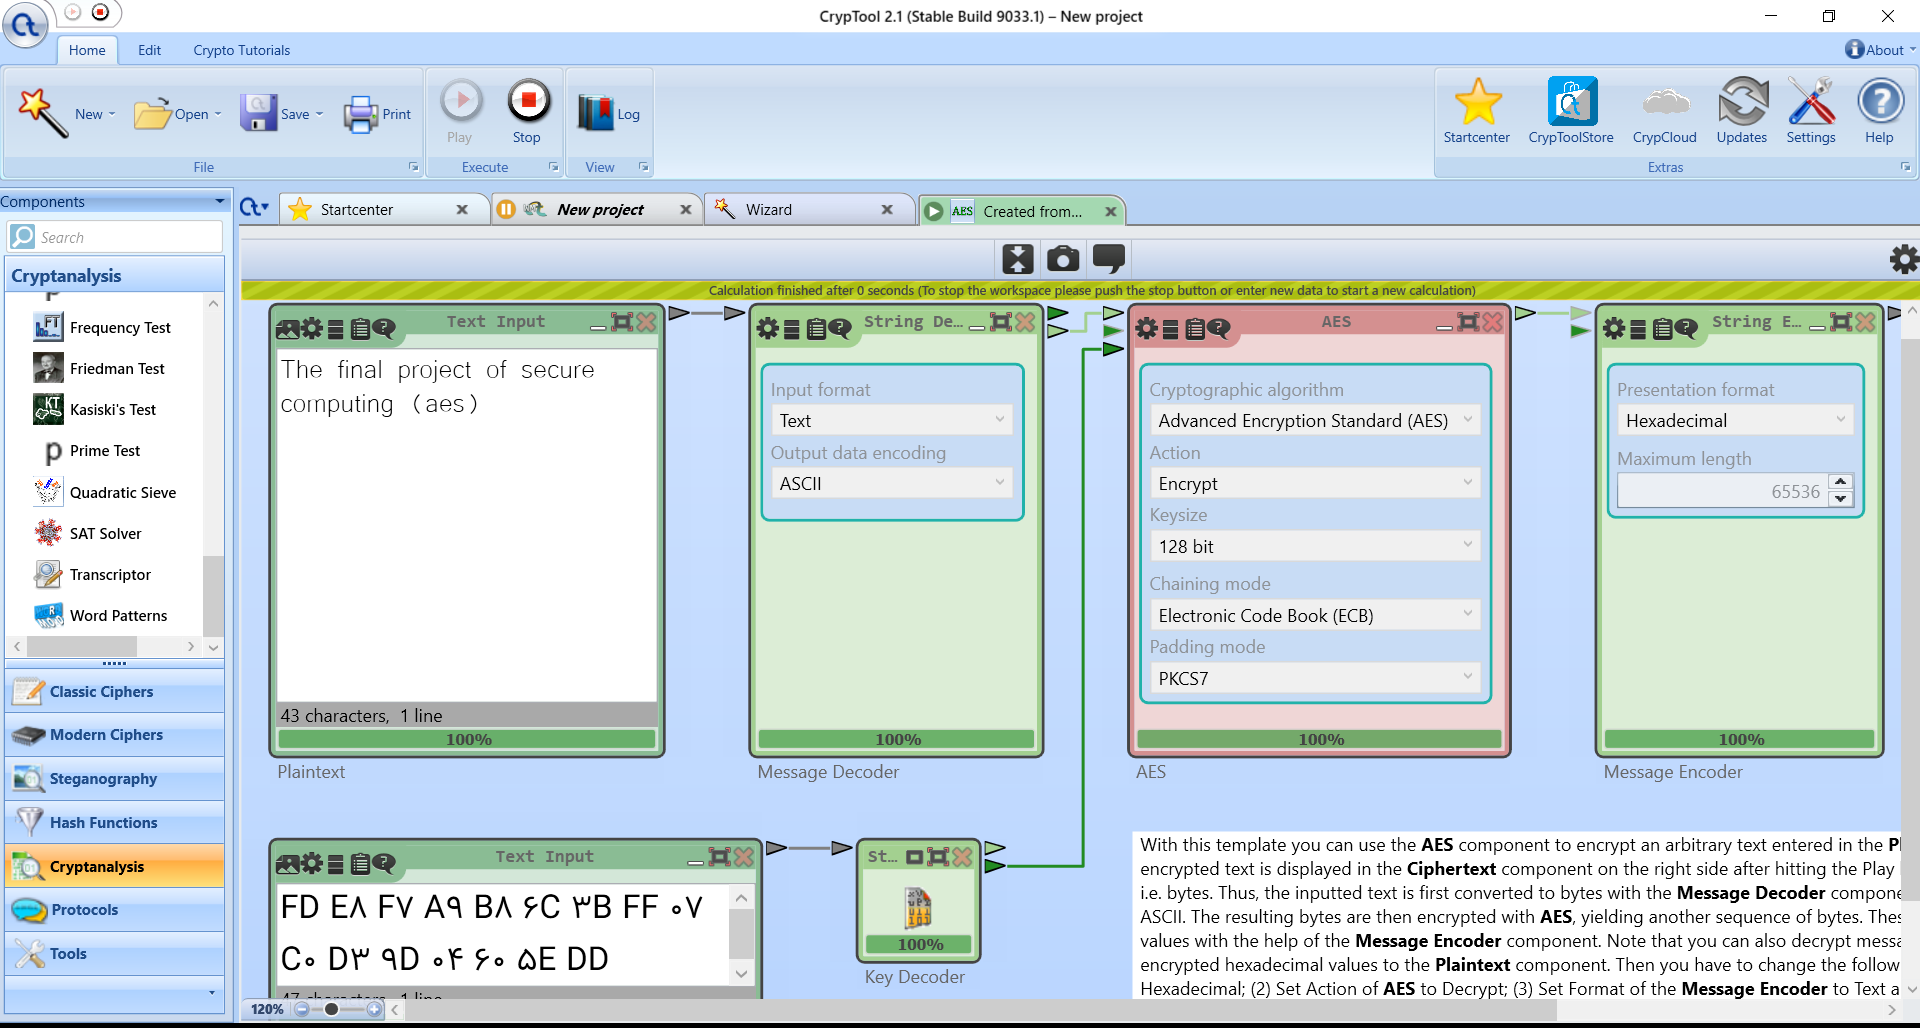 CrypTool 2.1 (Stable Build 9033.1) – New project
Home
Edit
Crypto Tutorials
About
New
Open
Save
Print
File
Play
Stop
Execute
Log
View
Startcenter
CrypToolStore
CrypCloud
Updates
Settings
Help
Extras
Components
Search
Cryptanalysis
Frequency Test
Friedman Test
Kasiski's Test
Prime Test
Quadratic Sieve
SAT Solver
Transcriptor
Word Patterns
Classic Ciphers
Modern Ciphers
Steganography
Hash Functions
Cryptanalysis
Protocols
Tools
Startcenter
New project
Wizard
AES
Created from...
Calculation finished after 0 seconds (To stop the workspace please push the stop button or enter new data to start a new calculation)
Text Input
The final project of secure
computing (aes)
43 characters, 1 line
100%
Plaintext
String De...
Input format
Text
Output data encoding
ASCII
100%
Message Decoder
AES
Cryptographic algorithm
Advanced Encryption Standard (AES)
Action
Encrypt
Keysize
128 bit
Chaining mode
Electronic Code Book (ECB)
Padding mode
PKCS7
100%
AES
String E...
Presentation format
Hexadecimal
Maximum length
65536
100%
Message Encoder
Text Input
FD E۸ F۷ A۹ B۸ ۶C ۳B FF ۰۷
C۰ D۳ ۹D ۰۴ ۶۰ ۵E DD
47 characters, 1 line
St...
100%
Key Decoder
With this template you can use the AES component to encrypt an arbitrary text entered in the Pl
encrypted text is displayed in the Ciphertext component on the right side after hitting the Play
i.e. bytes. Thus, the inputted text is first converted to bytes with the Message Decoder compone
ASCII. The resulting bytes are then encrypted with AES, yielding another sequence of bytes. Thes
values with the help of the Message Encoder component. Note that you can also decrypt messa
encrypted hexadecimal values to the Plaintext component. Then you have to change the follow
Hexadecimal; (2) Set Action of AES to Decrypt; (3) Set Format of the Message Encoder to Text a
120%